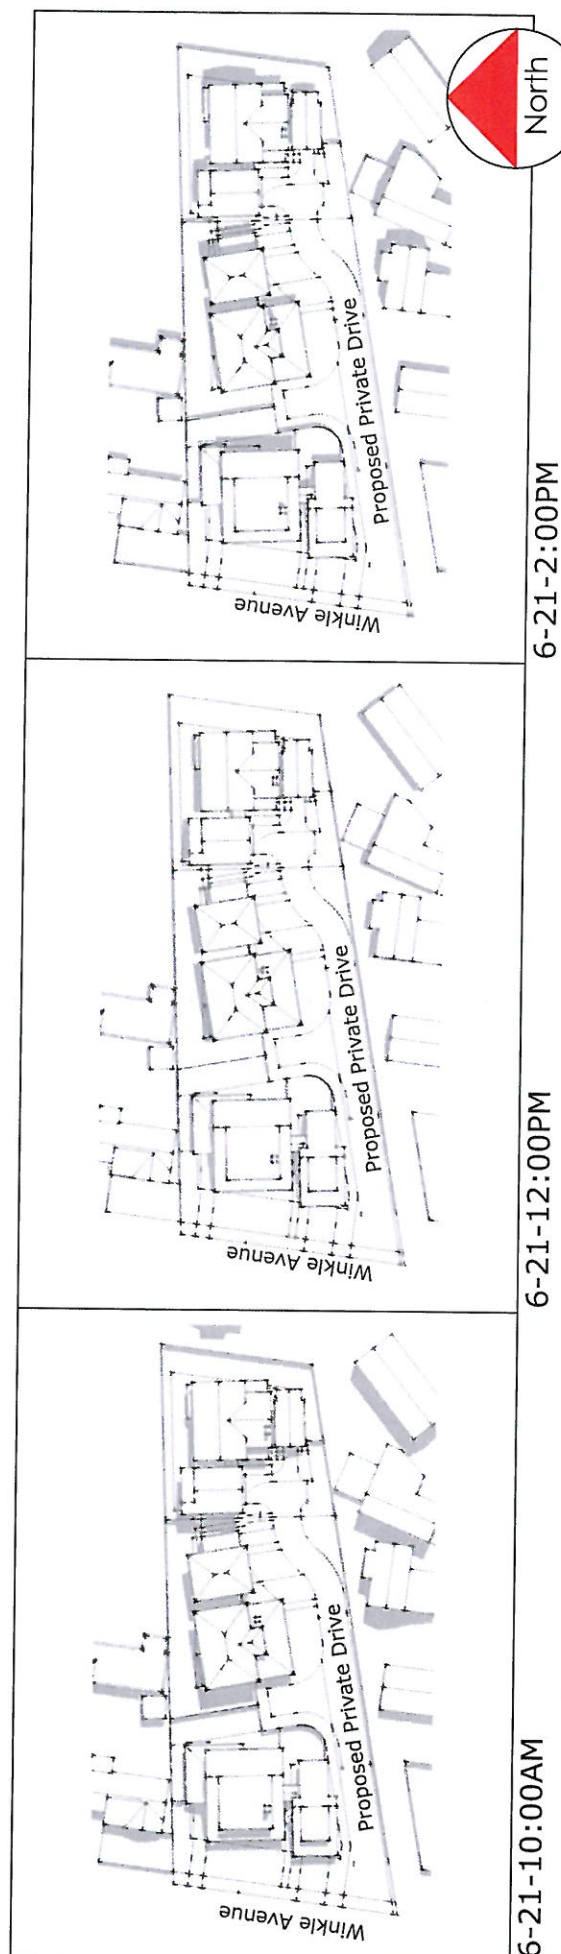 North
Proposed Private Drive
Winkle Avenue
6-21-2:00PM
Proposed Private Drive
Winkle Avenue
6-21-12:00PM
Proposed Private Drive
Winkle Avenue
6-21-10:00AM